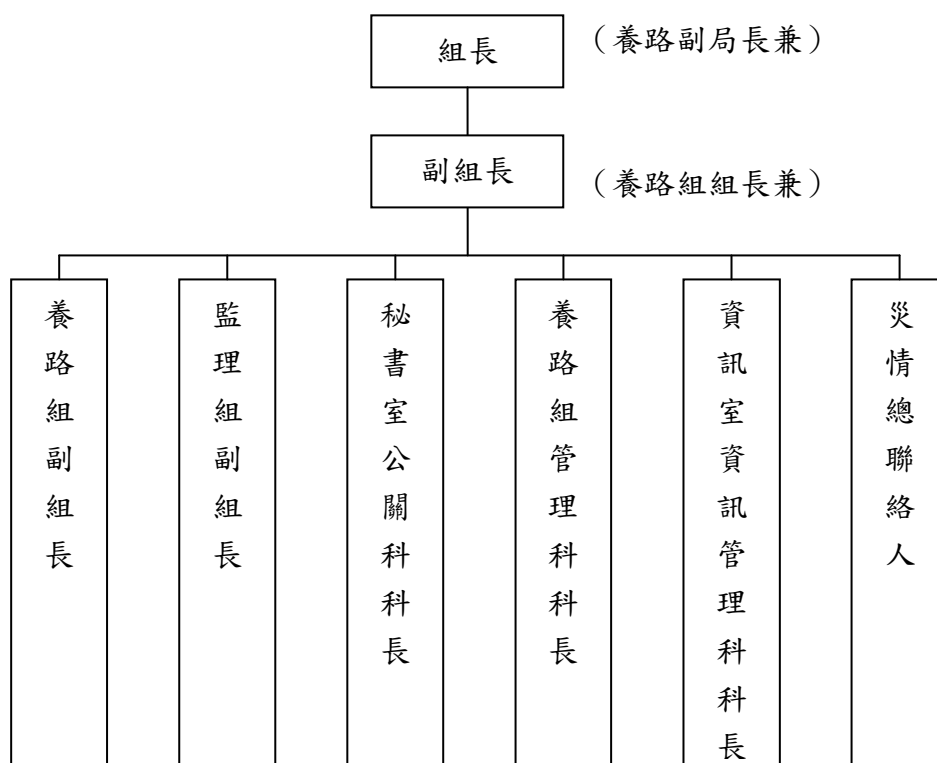 組長
(養路副局長兼)
副組長
(養路組組長兼)
養路組副組長
監理組副組長
秘書室公關科科長
養路組管理科科長
資訊室資訊管理科科長
災情總聯絡人